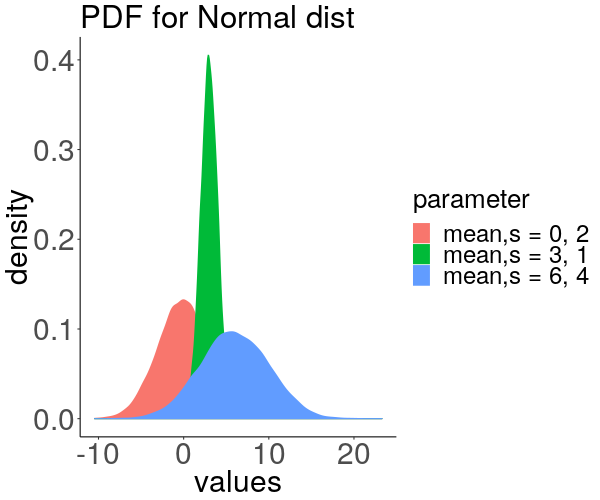 PDF for Normal dist
density
0.4
0.3
0.2
0.1
0.0
-10 0 10 20
values
parameter
mean,s = 0, 2
mean,s = 3, 1
mean,s = 6, 4